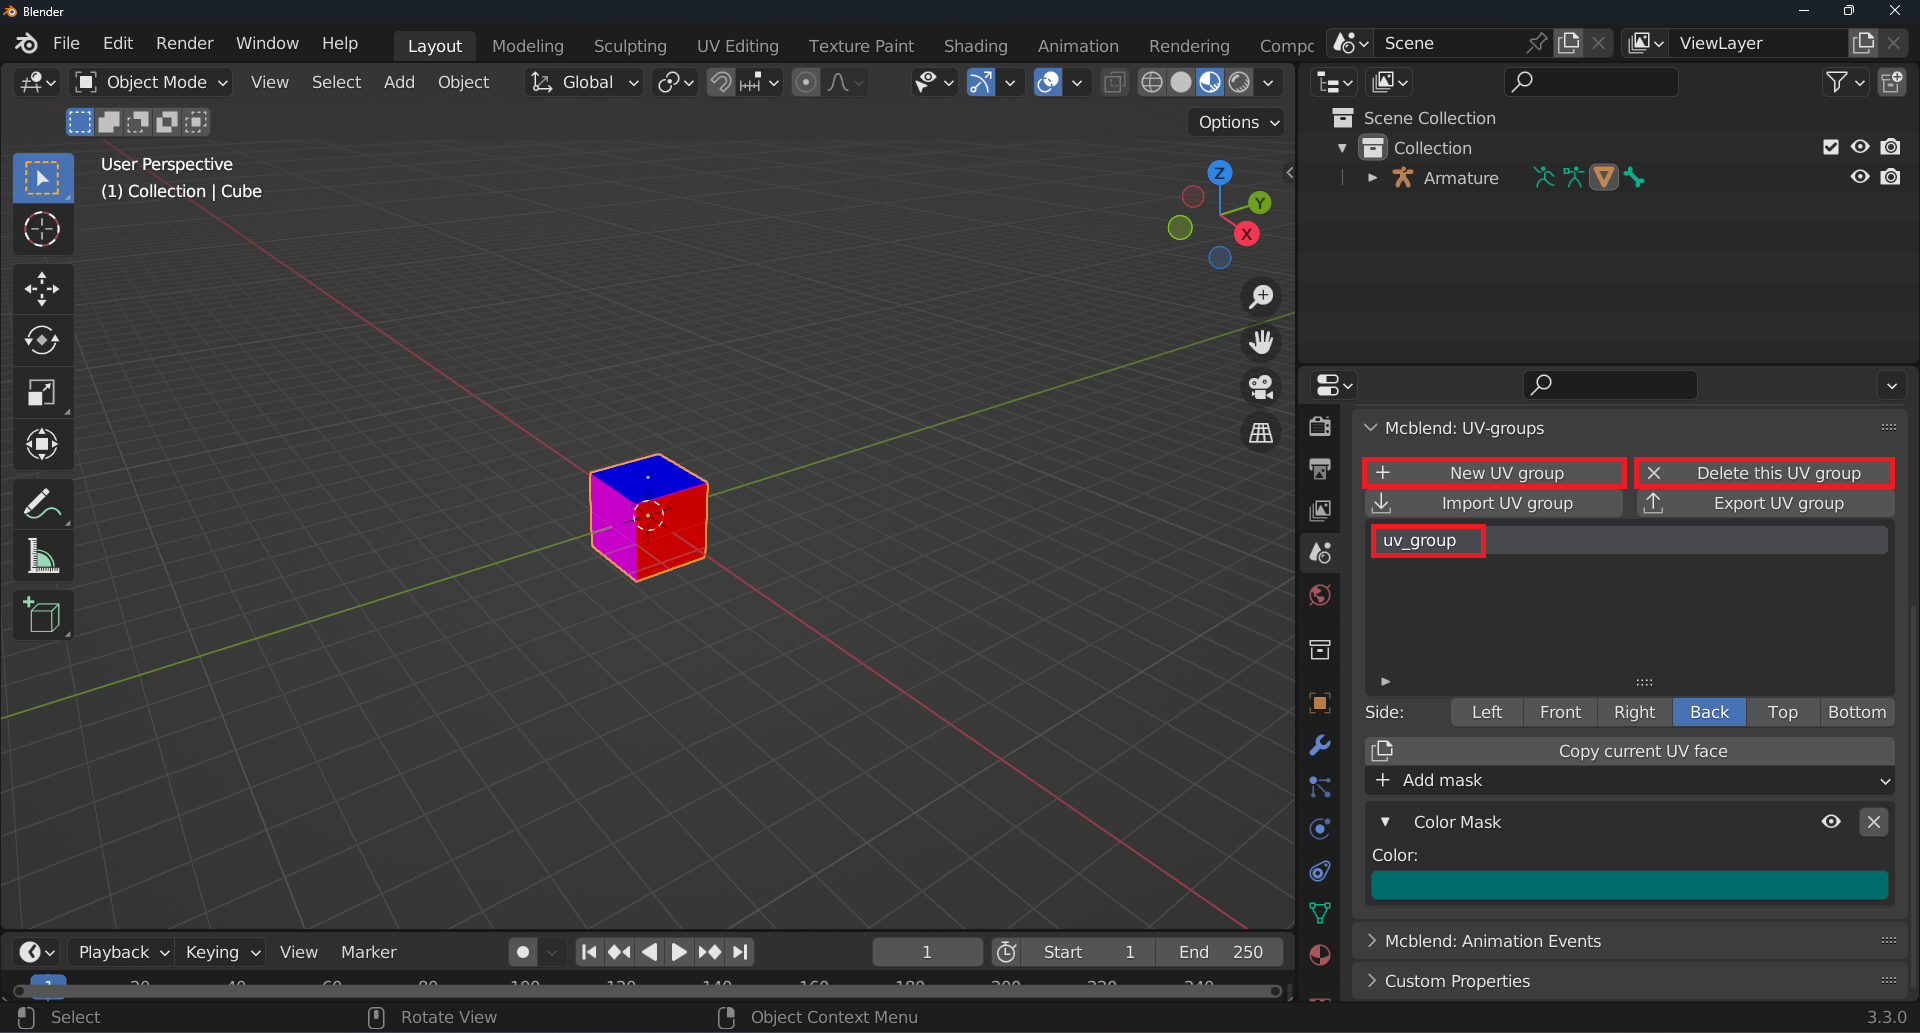 Blender
File Edit Render Window Help
Layout Modeling Sculpting UV Editing Texture Paint Shading Animation Rendering Compc
Scene
ViewLayer
Object Mode View Select Add Object Global
Options
User Perspective
(1) Collection | Cube
Z
Y
X
Scene Collection
Collection
Armature
Mcblend: UV-groups
New UV group Delete this UV group
Import UV group Export UV group
uv_group
Side: Left Front Right Back Top Bottom
Copy current UV face
Add mask
Color Mask
Color:
Mcblend: Animation Events
Custom Properties
Playback Keying View Marker 1 Start 1 End 250
1 20 40 60 80 100 120 140 160 180 200 220 240
Select Rotate View Object Context Menu 3.3.0